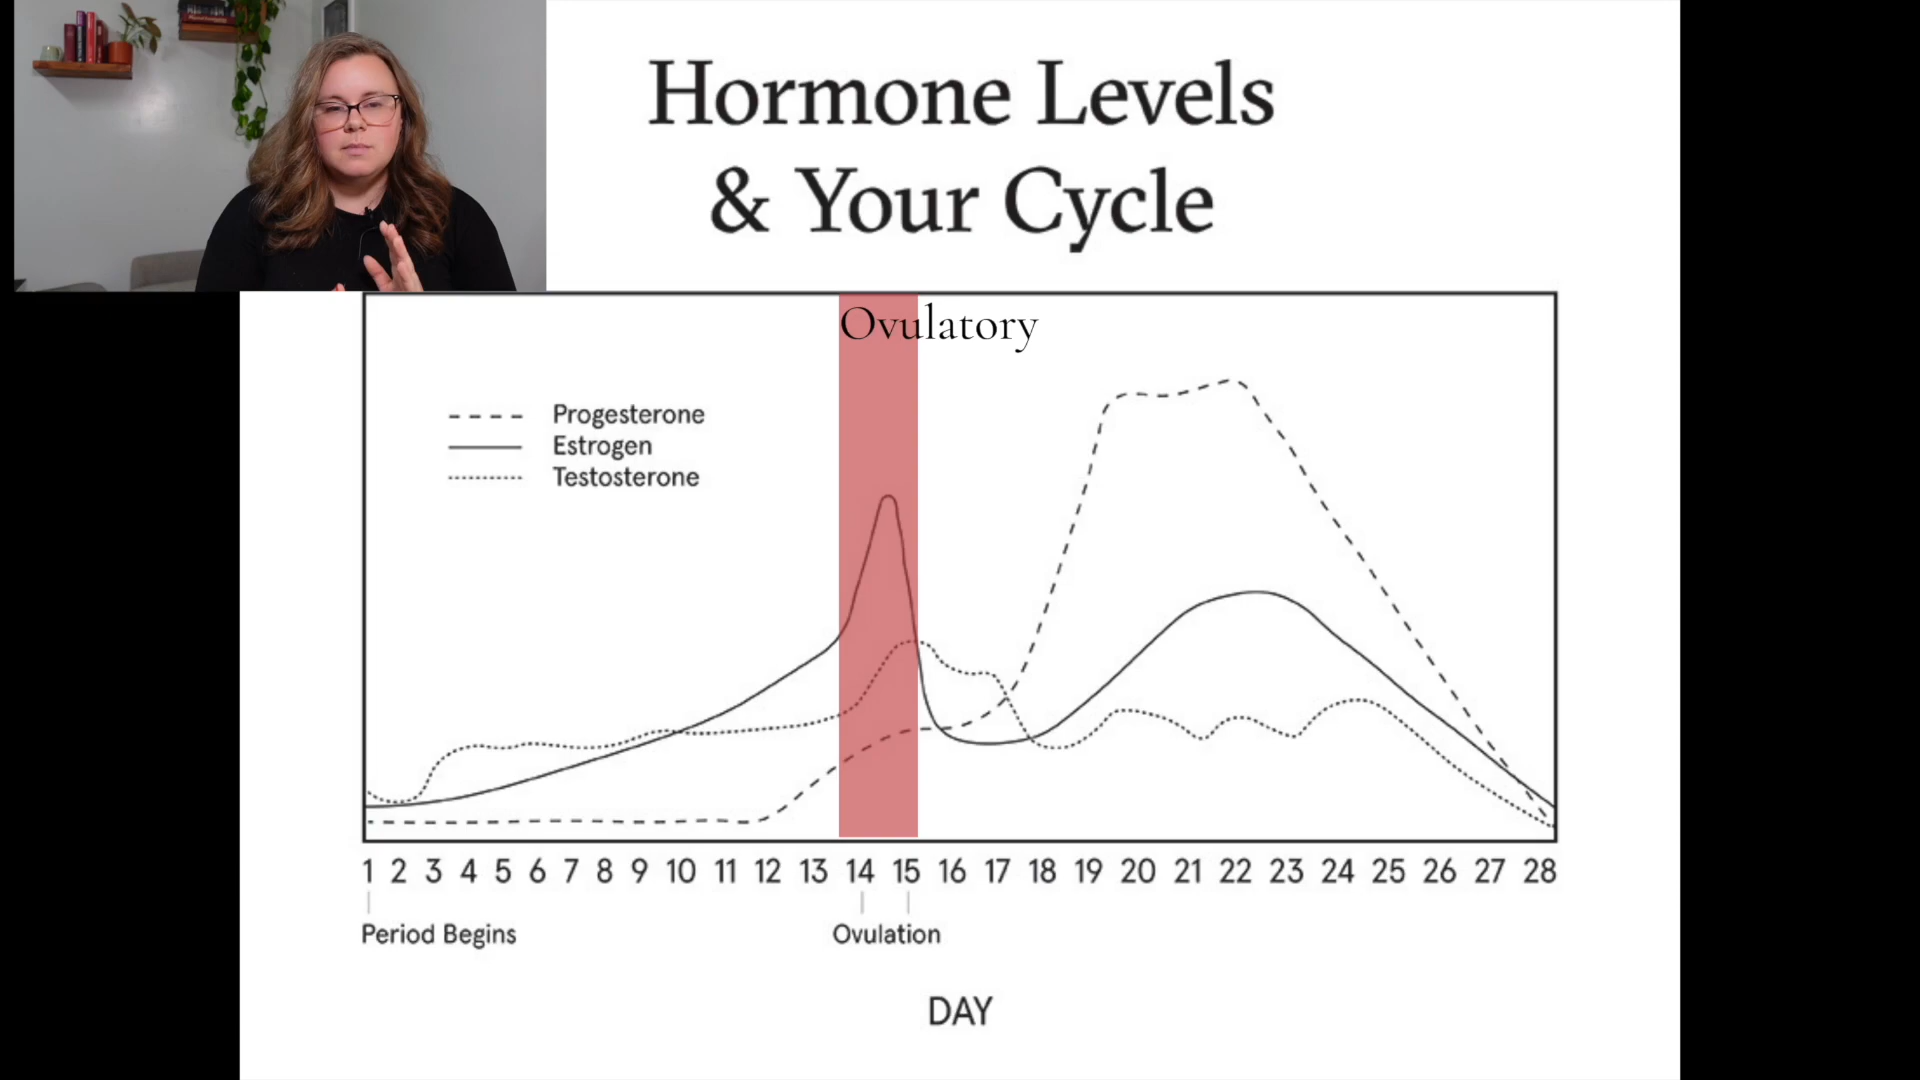 Hormone Levels
& Your Cycle
Ovulatory
Progesterone
Estrogen
Testosterone
1 2 3 4 5 6 7 8 9 10 11 12 13 14 15 16 17 18 19 20 21 22 23 24 25 26 27 28
Period Begins
Ovulation
DAY